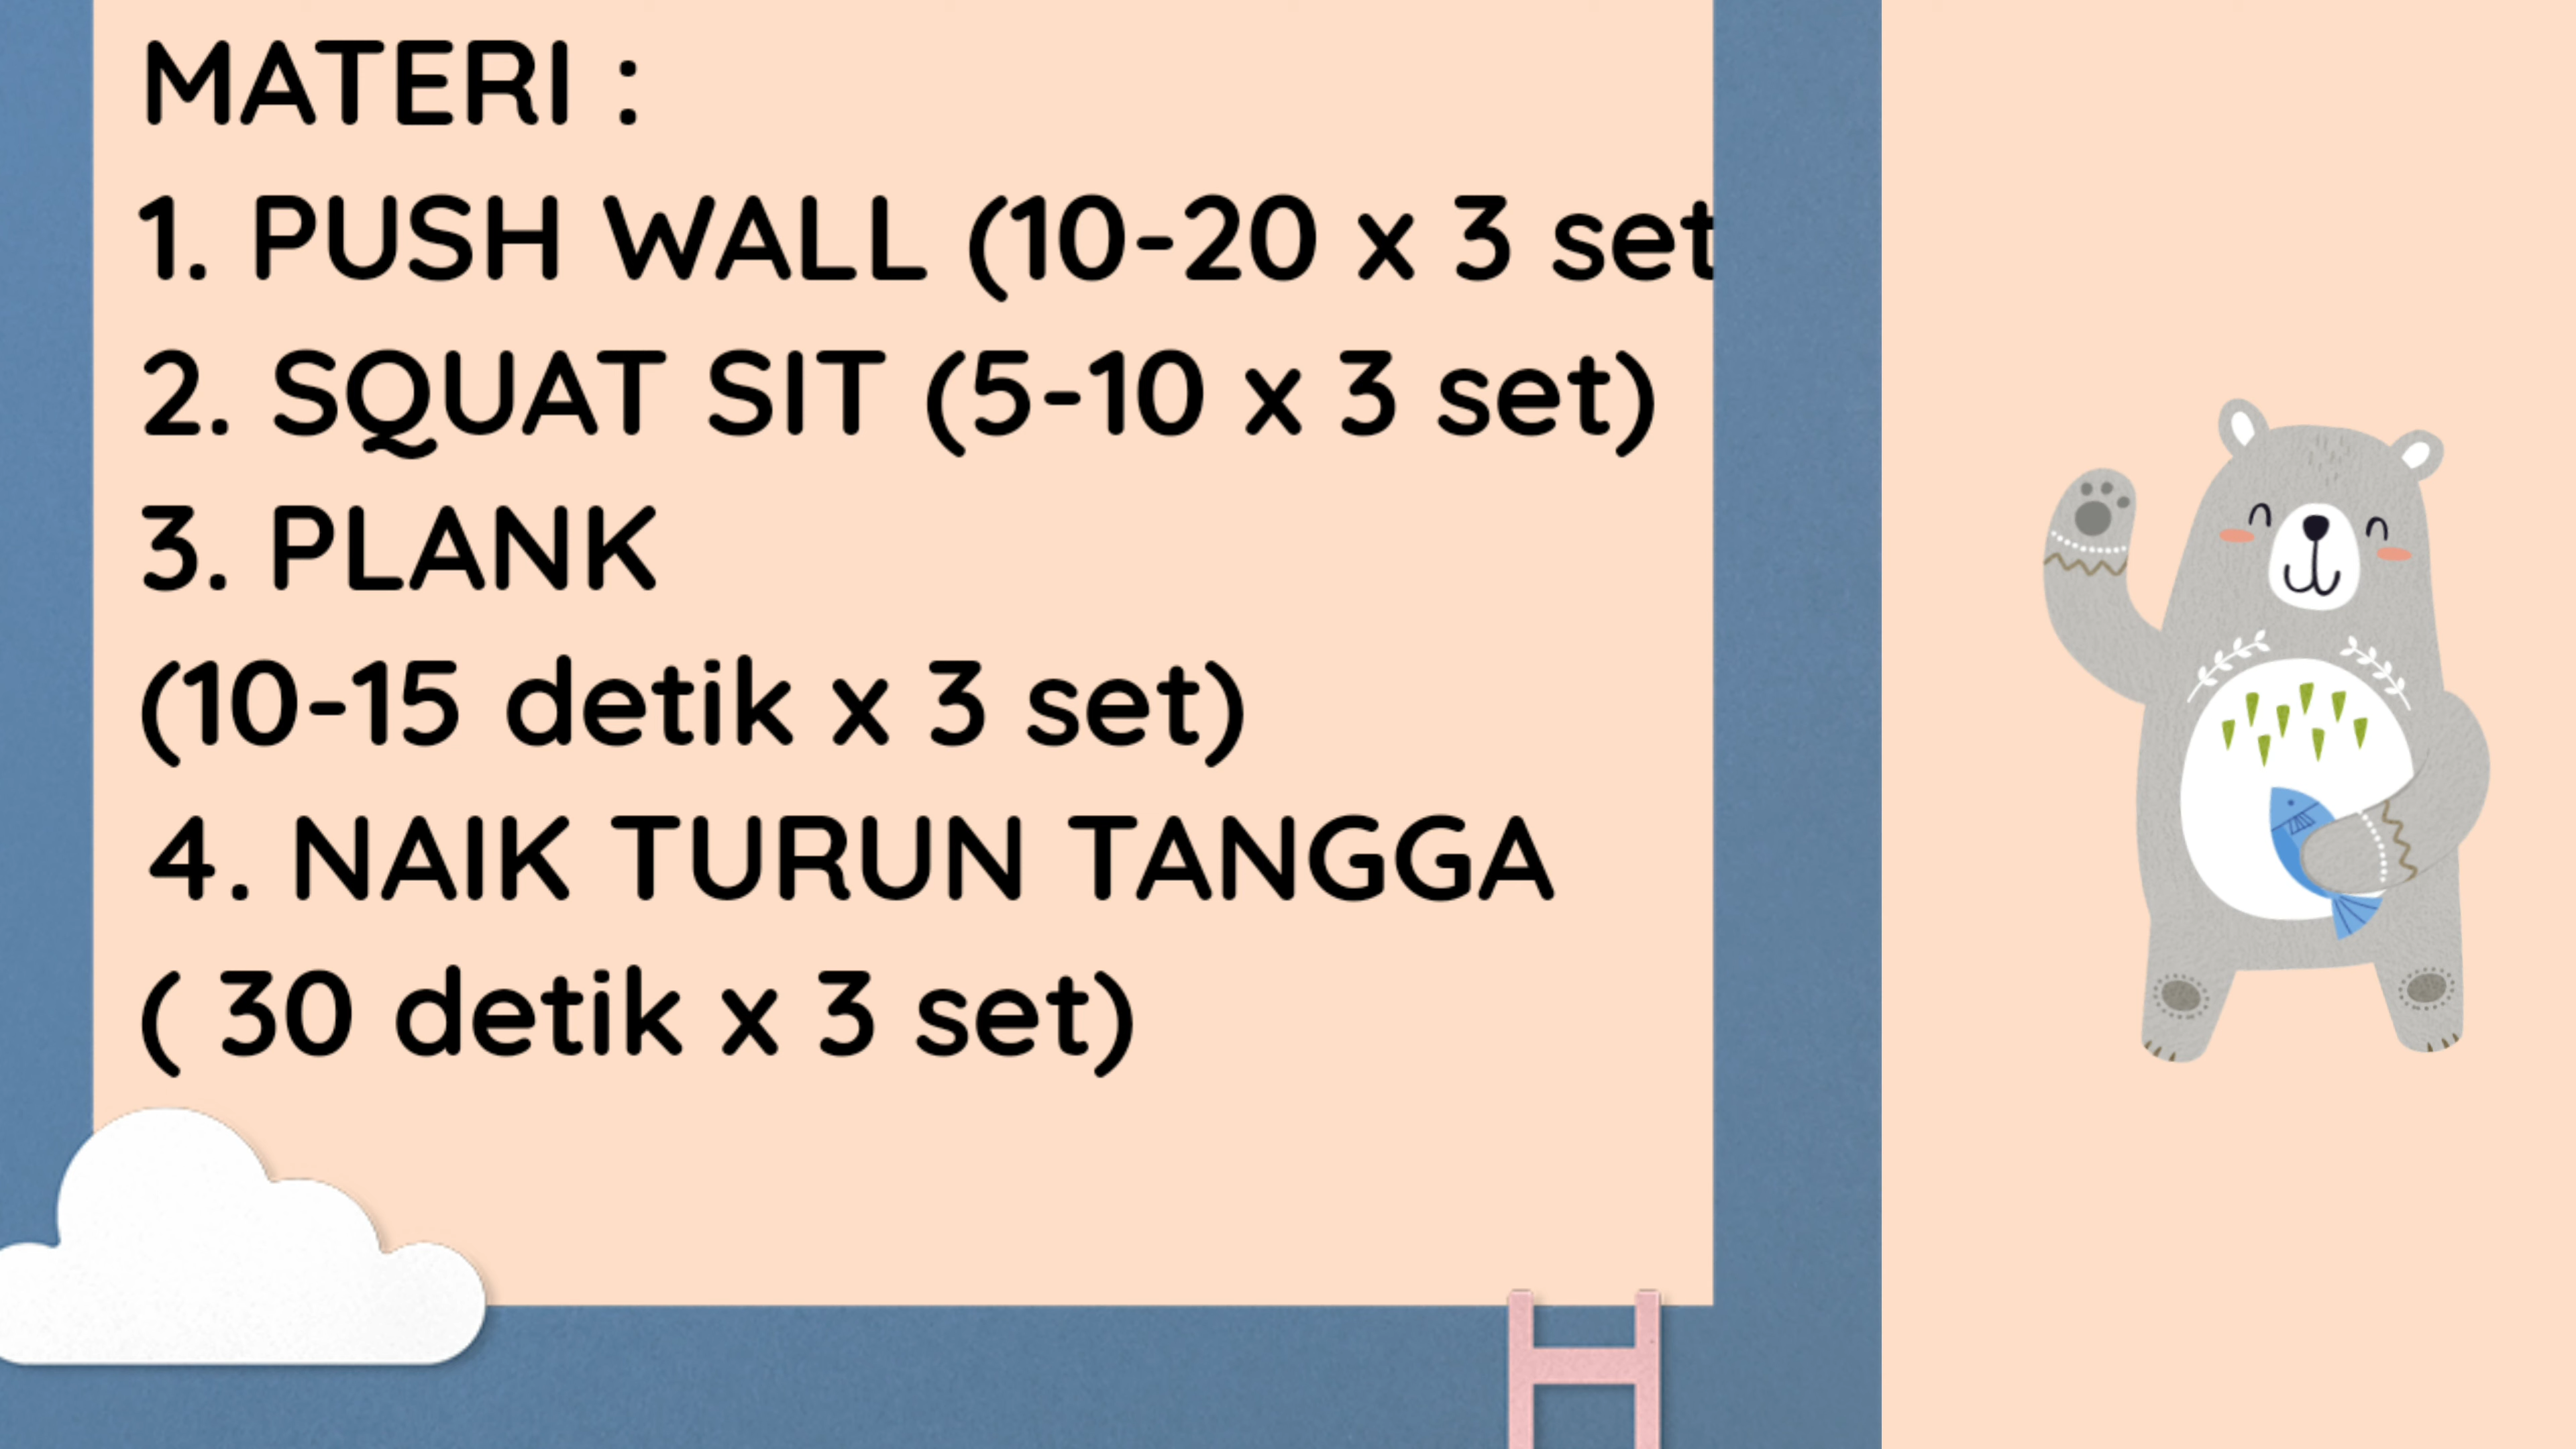 MATERI :
1. PUSH WALL (10-20 x 3 set
2. SQUAT SIT (5-10 x 3 set)
3. PLANK
(10-15 detik x 3 set)
4. NAIK TURUN TANGGA
( 30 detik x 3 set)